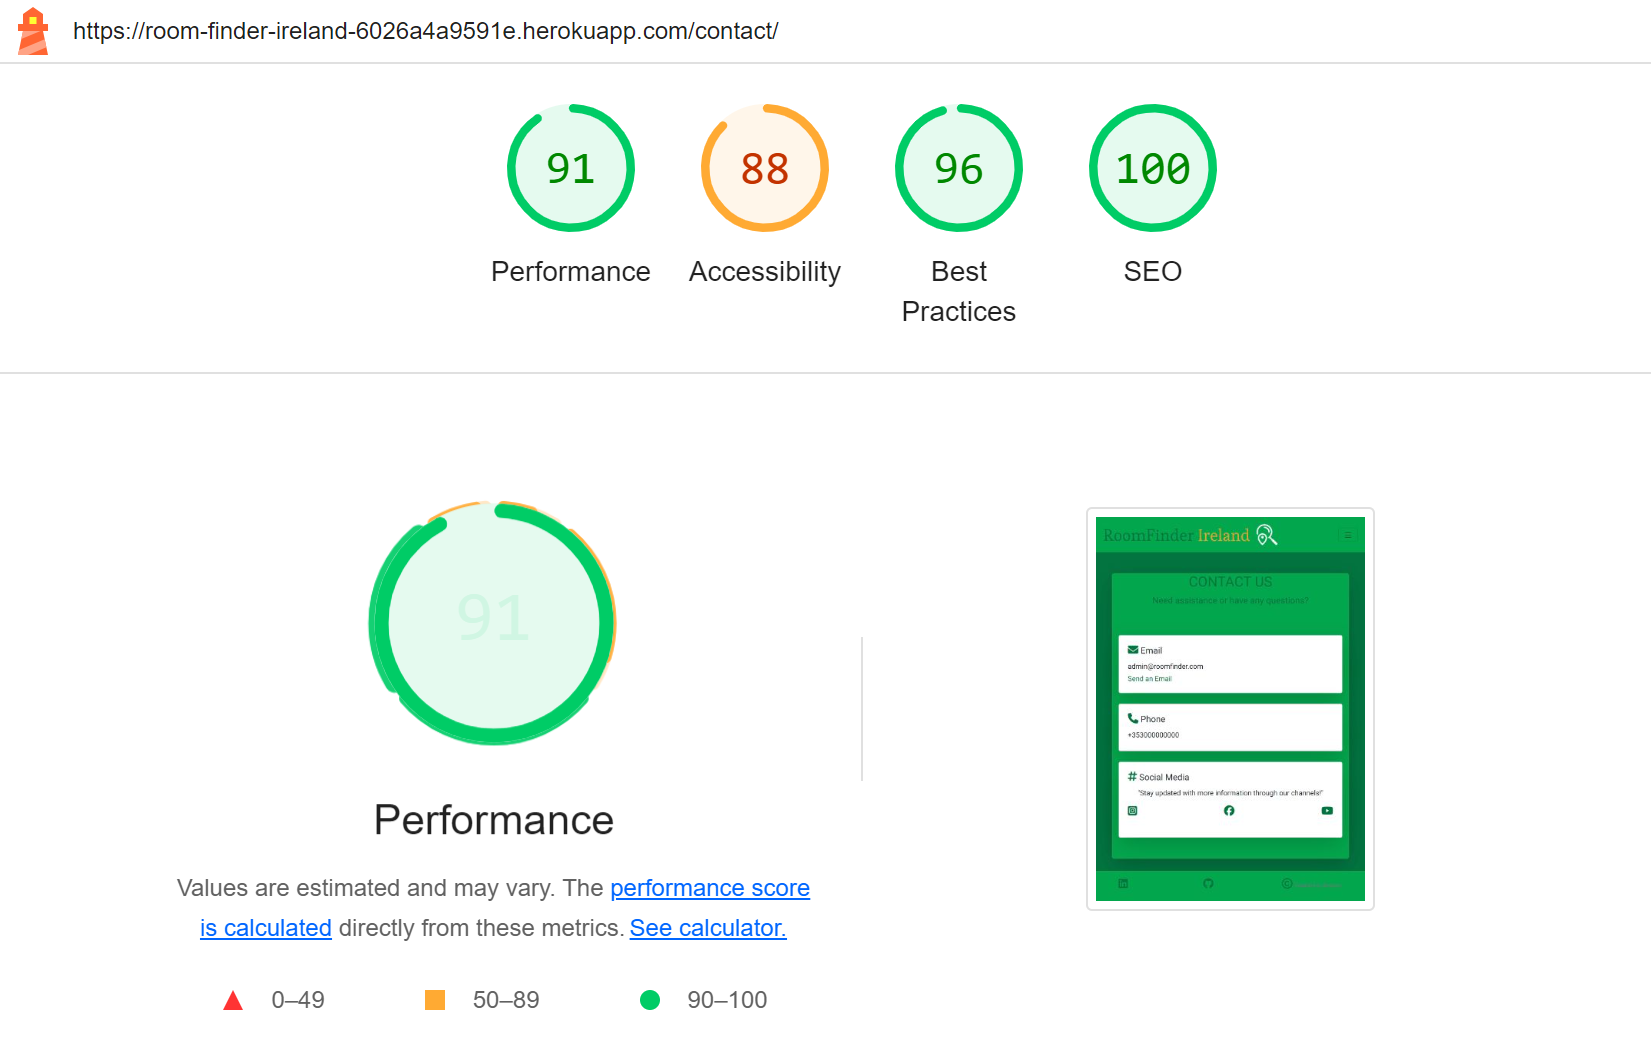 https://room-finder-ireland-6026a4a9591e.herokuapp.com/contact/
91
88
96
100
Performance
Accessibility
Best
Practices
SEO
91
Performance
Values are estimated and may vary. The performance score
is calculated directly from these metrics. See calculator.
0–49
50–89
90–100
RoomFinder Ireland
CONTACT US
Need assistance or have any questions?
Email
admin@roomfinder.com
Send an Email
Phone
+353000000000
# Social Media
"Stay updated with more information through our channels!"